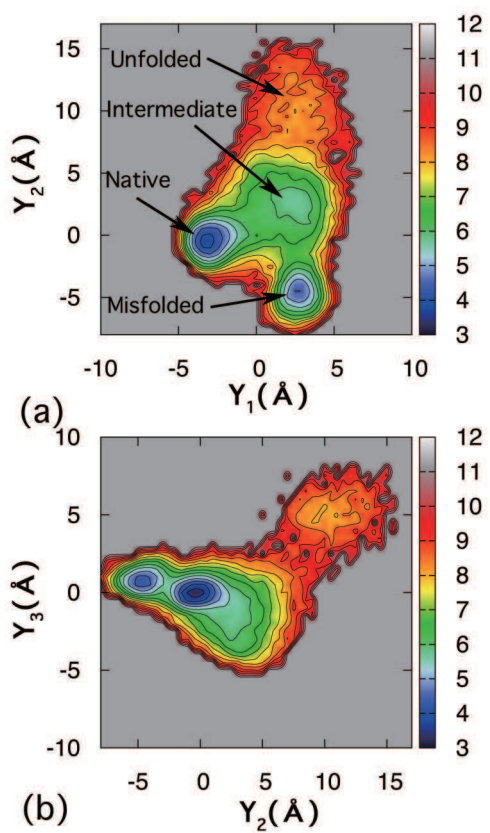 15
10
5
0
-5
Y2(Å)
Unfolded
Intermediate
Native
Misfolded
-10 -5 0 5 10
Y1(Å)
12
11
10
9
8
7
6
5
4
3
(a)
10
5
0
-5
-10
Y3(Å)
-5 0 5 10 15
Y2(Å)
12
11
10
9
8
7
6
5
4
3
(b)